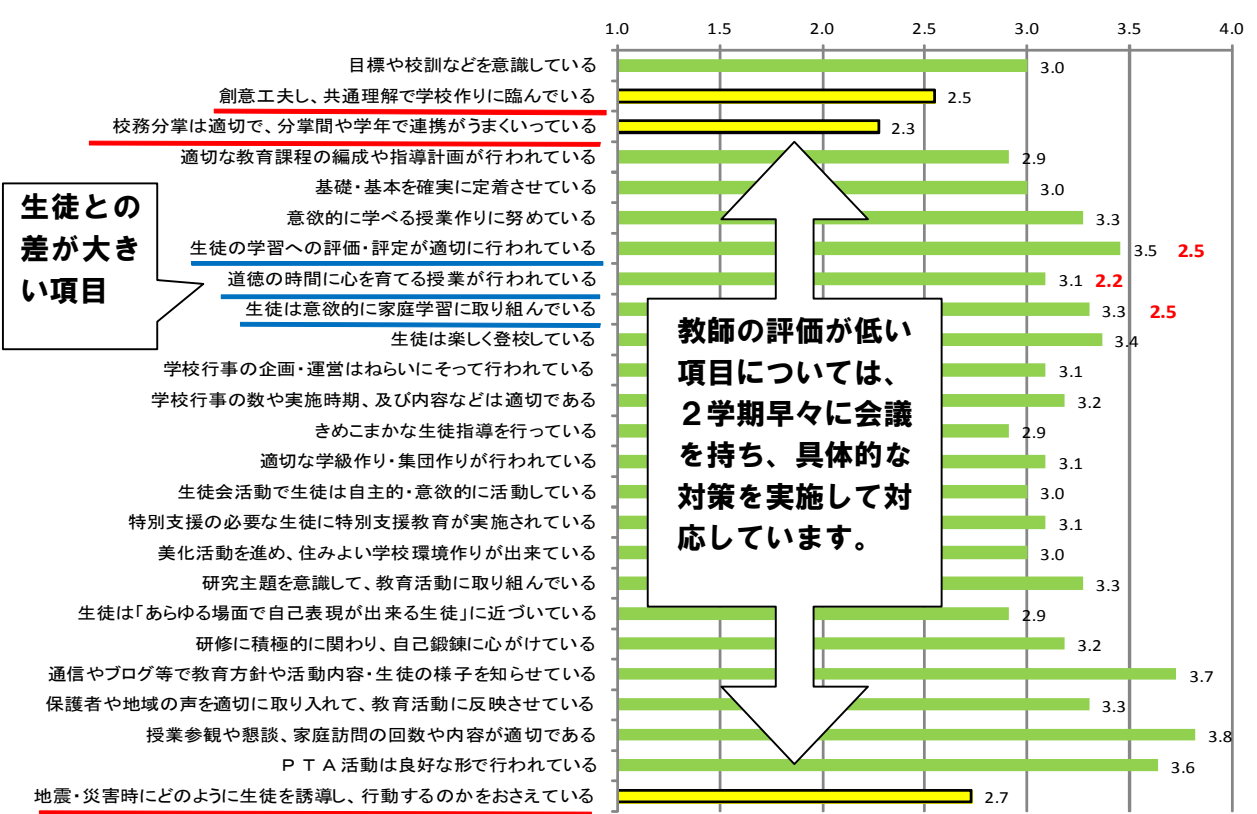 1.0 1.5 2.0 2.5 3.0 3.5 4.0
目標や校訓などを意識している 3.0
創意工夫し、共通理解で学校作りに臨んでいる 2.5
校務分掌は適切で、分掌間や学年で連携がうまくいっている 2.3
適切な教育課程の編成や指導計画が行われている 2.9
基礎・基本を確実に定着させている 3.0
意欲的に学べる授業作りに努めている 3.3
生徒の学習への評価・評定が適切に行われている 3.5 2.5
道徳の時間に心を育てる授業が行われている 3.1 2.2
生徒は意欲的に家庭学習に取り組んでいる 3.3 2.5
生徒は楽しく登校している 3.4
学校行事の企画・運営はねらいにそって行われている 3.1
学校行事の数や実施時期、及び内容などは適切である 3.2
きめこまかな生徒指導を行っている 2.9
適切な学級作り・集団作りが行われている 3.1
生徒会活動で生徒は自主的・意欲的に活動している 3.0
特別支援の必要な生徒に特別支援教育が実施されている 3.1
美化活動を進め、住みよい学校環境作りが出来ている 3.0
研究主題を意識して、教育活動に取り組んでいる 3.3
生徒は「あらゆる場面で自己表現が出来る生徒」に近づいている 2.9
研修に積極的に関わり、自己鍛錬に心がけている 3.2
通信やブログ等で教育方針や活動内容・生徒の様子を知らせている 3.7
保護者や地域の声を適切に取り入れて、教育活動に反映させている 3.3
授業参観や懇談、家庭訪問の回数や内容が適切である 3.8
ＰＴＡ活動は良好な形で行われている 3.6
地震・災害時にどのように生徒を誘導し、行動するのかをおさえている 2.7
生徒との
差が大き
い項目
教師の評価が低い
項目については、
２学期早々に会議
を持ち、具体的な
対策を実施して対
応しています。